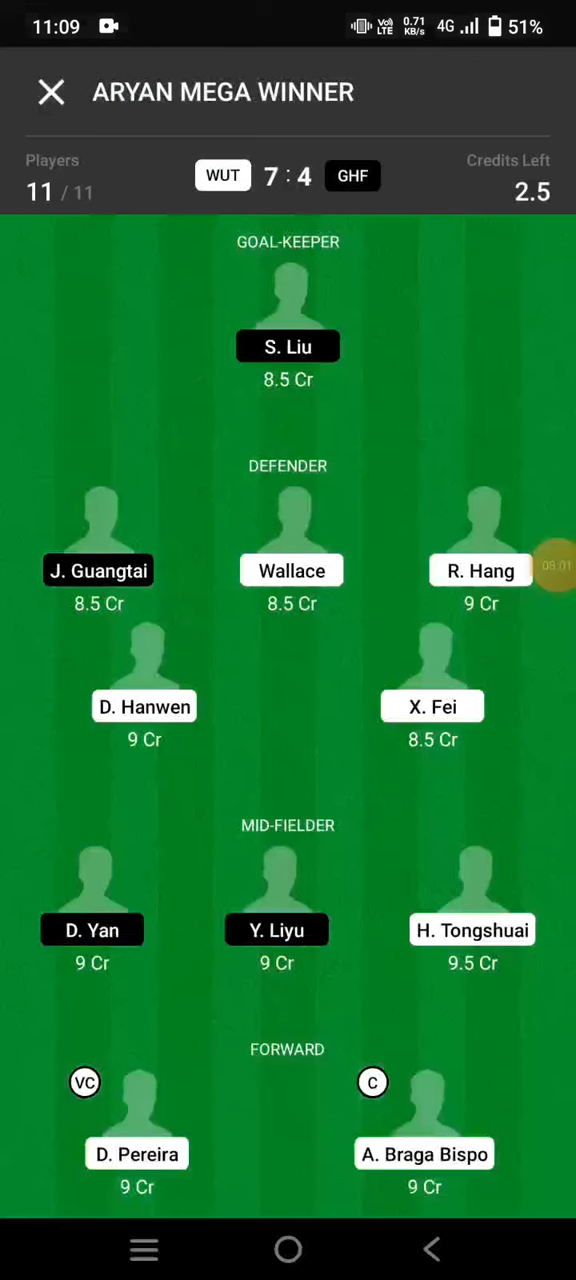 11:09 Vo) LTE 0.71 KB/s 4G 51%
ARYAN MEGA WINNER
Players Credits Left
11 / 11 WUT 7 : 4 GHF 2.5
GOAL-KEEPER
S. Liu
8.5 Cr
DEFENDER
J. Guangtai Wallace R. Hang
8.5 Cr 8.5 Cr 9 Cr
D. Hanwen X. Fei
9 Cr 8.5 Cr
MID-FIELDER
D. Yan Y. Liyu H. Tongshuai
9 Cr 9 Cr 9.5 Cr
FORWARD
VC C
D. Pereira A. Braga Bispo
9 Cr 9 Cr